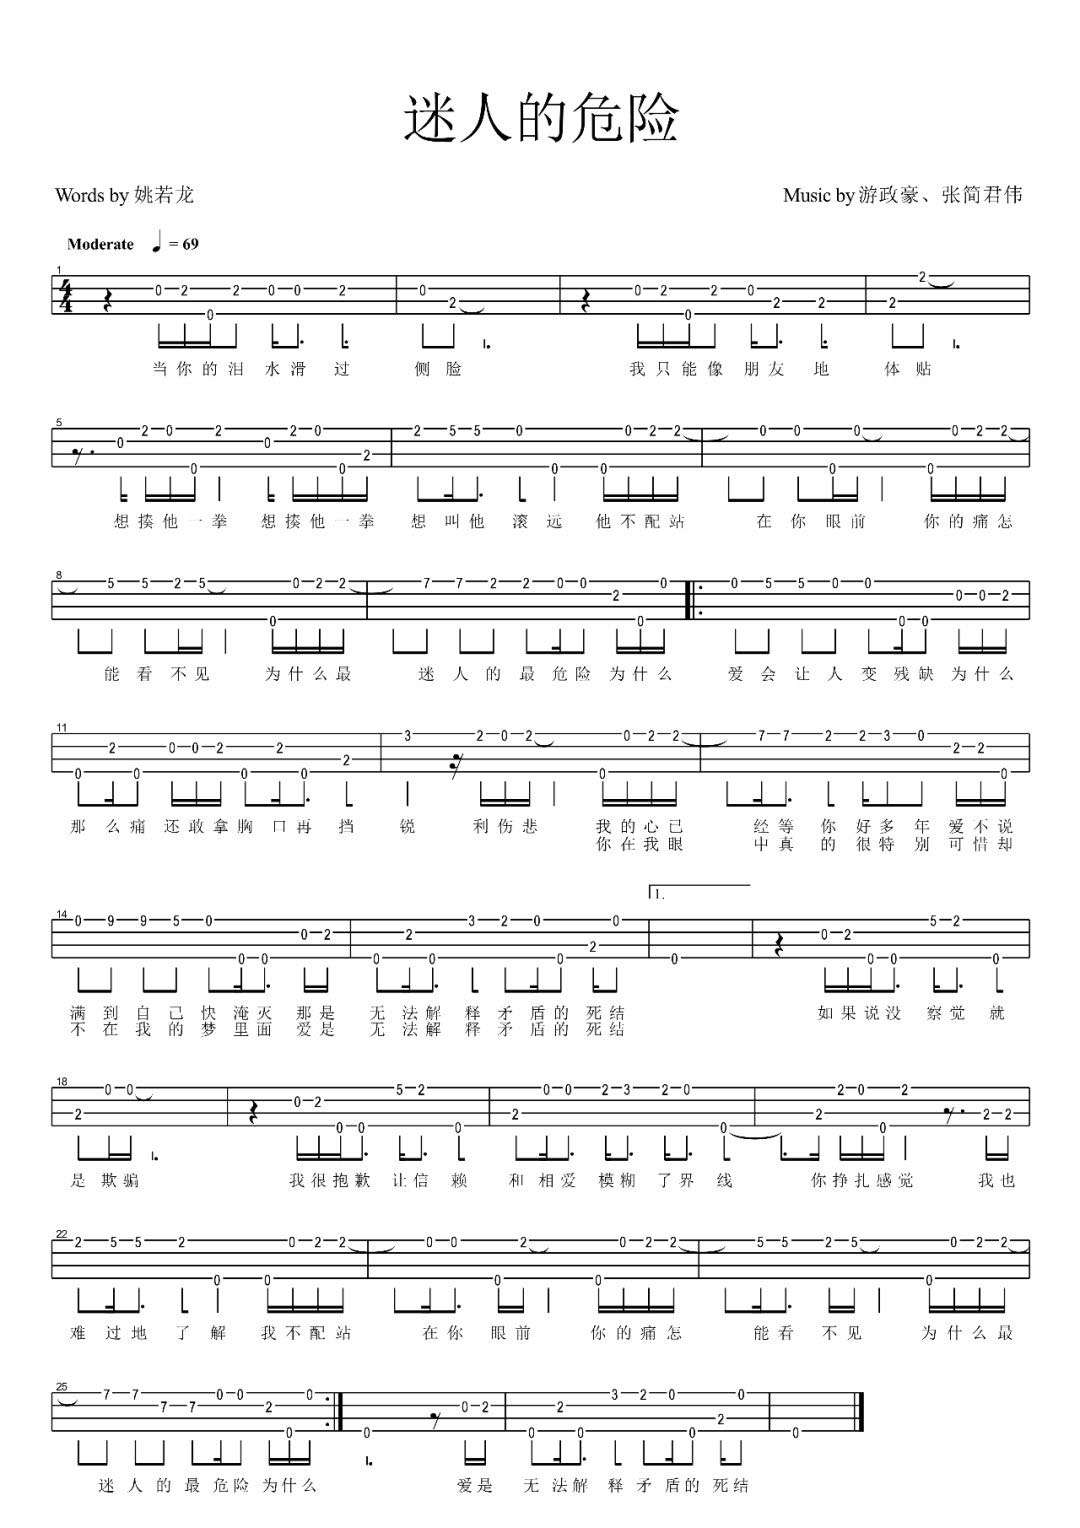 迷人的危险
Words by 姚若龙
Music by 游政豪、张简君伟
Moderate ♩ = 69
当你的泪水滑过侧脸 我只能像朋友地体贴
5
想揍他一拳 想揍他一拳 想叫他滚远 他不配站在你眼前 你的痛怎
8
能看不见 为什么最迷人的最危险 为什么爱会让人变残缺 为什么
11
那么痛还敢拿胸口再挡锐利伤悲 我的心已经等你好多年 爱不说
你在我眼中真的很特别 可惜却
1.
14
满到自己快淹灭 那是无法解释矛盾的死结 如果说没察觉就
不在我的梦里面 爱是无法解释矛盾的死结
18
是欺骗 我很抱歉让信赖和相爱模糊了界线 你挣扎感觉 我也
22
难过地了解 我不配站在你眼前 你的痛怎能看不见 为什么最
25
迷人的最危险 为什么 爱是无法解释矛盾的死结